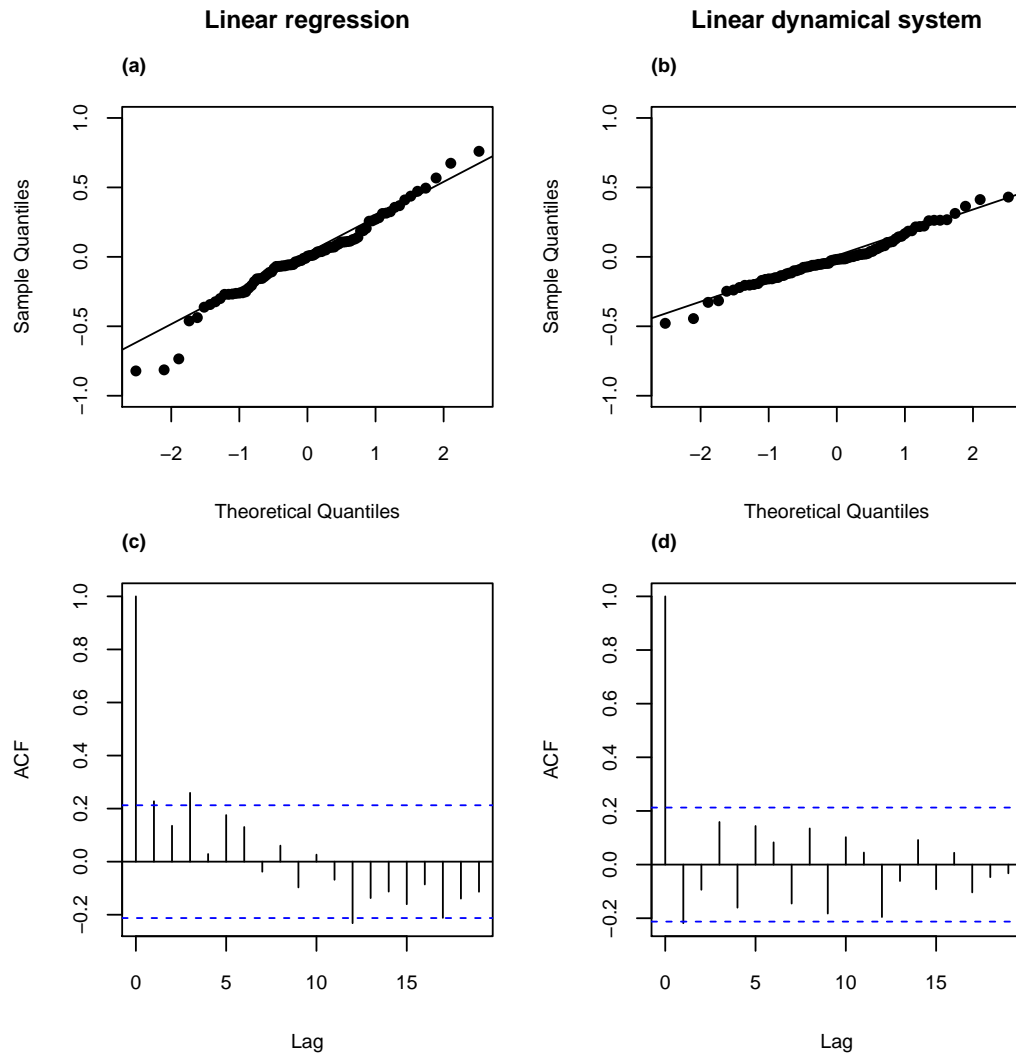 Linear regression
Linear dynamical system
(a)
(b)
Sample Quantiles
1.0
0.5
0.0
−0.5
−1.0
−2 −1 0 1 2
Theoretical Quantiles
Sample Quantiles
1.0
0.5
0.0
−0.5
−1.0
−2 −1 0 1 2
Theoretical Quantiles
(c)
(d)
ACF
1.0
0.8
0.6
0.4
0.2
0.0
−0.2
0 5 10 15
Lag
ACF
1.0
0.8
0.6
0.4
0.2
0.0
−0.2
0 5 10 15
Lag